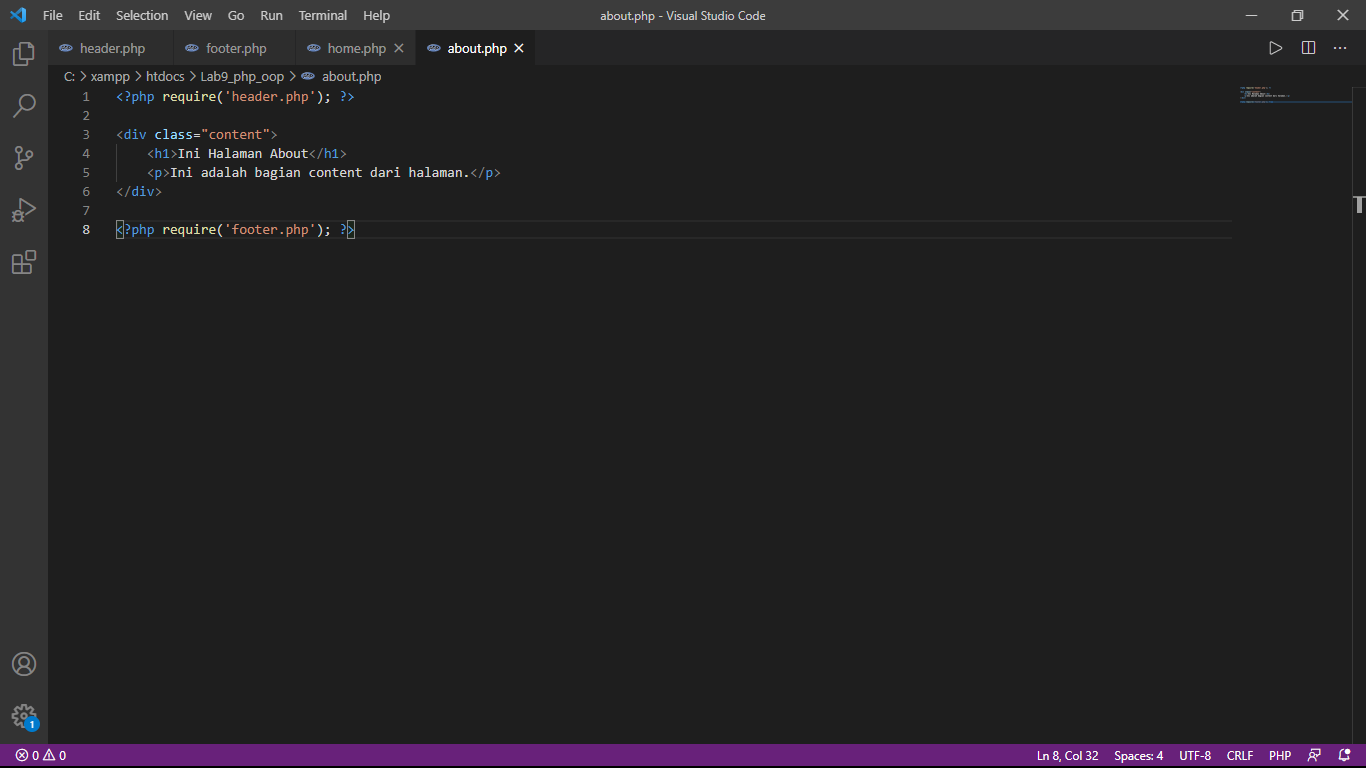 File Edit Selection View Go Run Terminal Help about.php - Visual Studio Code
header.php footer.php home.php about.php
C: > xampp > htdocs > Lab9_php_oop > about.php
1 <?php require('header.php'); ?>
2
3 <div class="content">
4 <h1>Ini Halaman About</h1>
5 <p>Ini adalah bagian content dari halaman.</p>
6 </div>
7
8 <?php require('footer.php'); ?>
1
0 0 Ln 8, Col 32 Spaces: 4 UTF-8 CRLF PHP